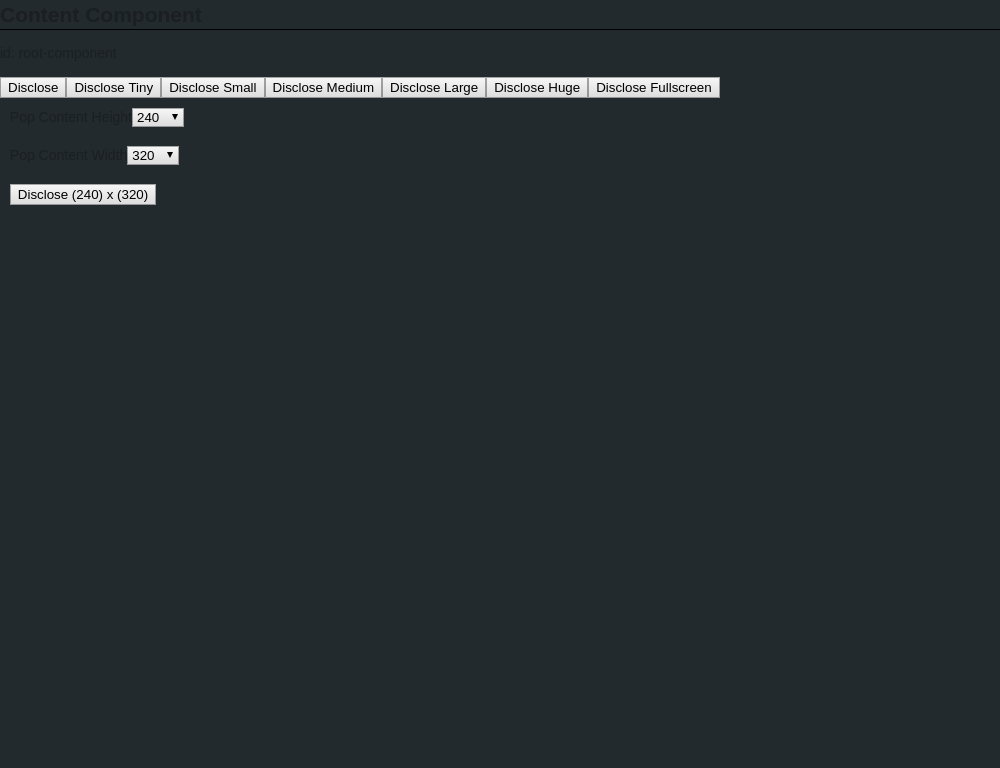 Content Component
id: root-component
Disclose Disclose Tiny Disclose Small Disclose Medium Disclose Large Disclose Huge Disclose Fullscreen
Pop Content Height 240
Pop Content Width 320
Disclose (240) x (320)